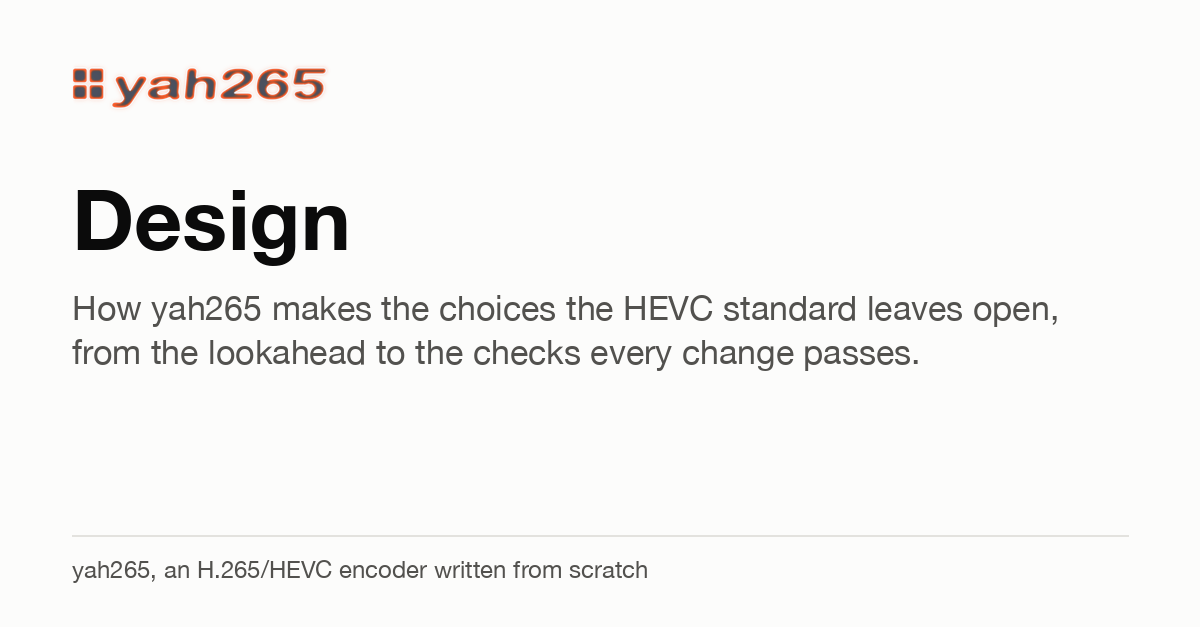 yah265
Design
How yah265 makes the choices the HEVC standard leaves open,
from the lookahead to the checks every change passes.
yah265, an H.265/HEVC encoder written from scratch